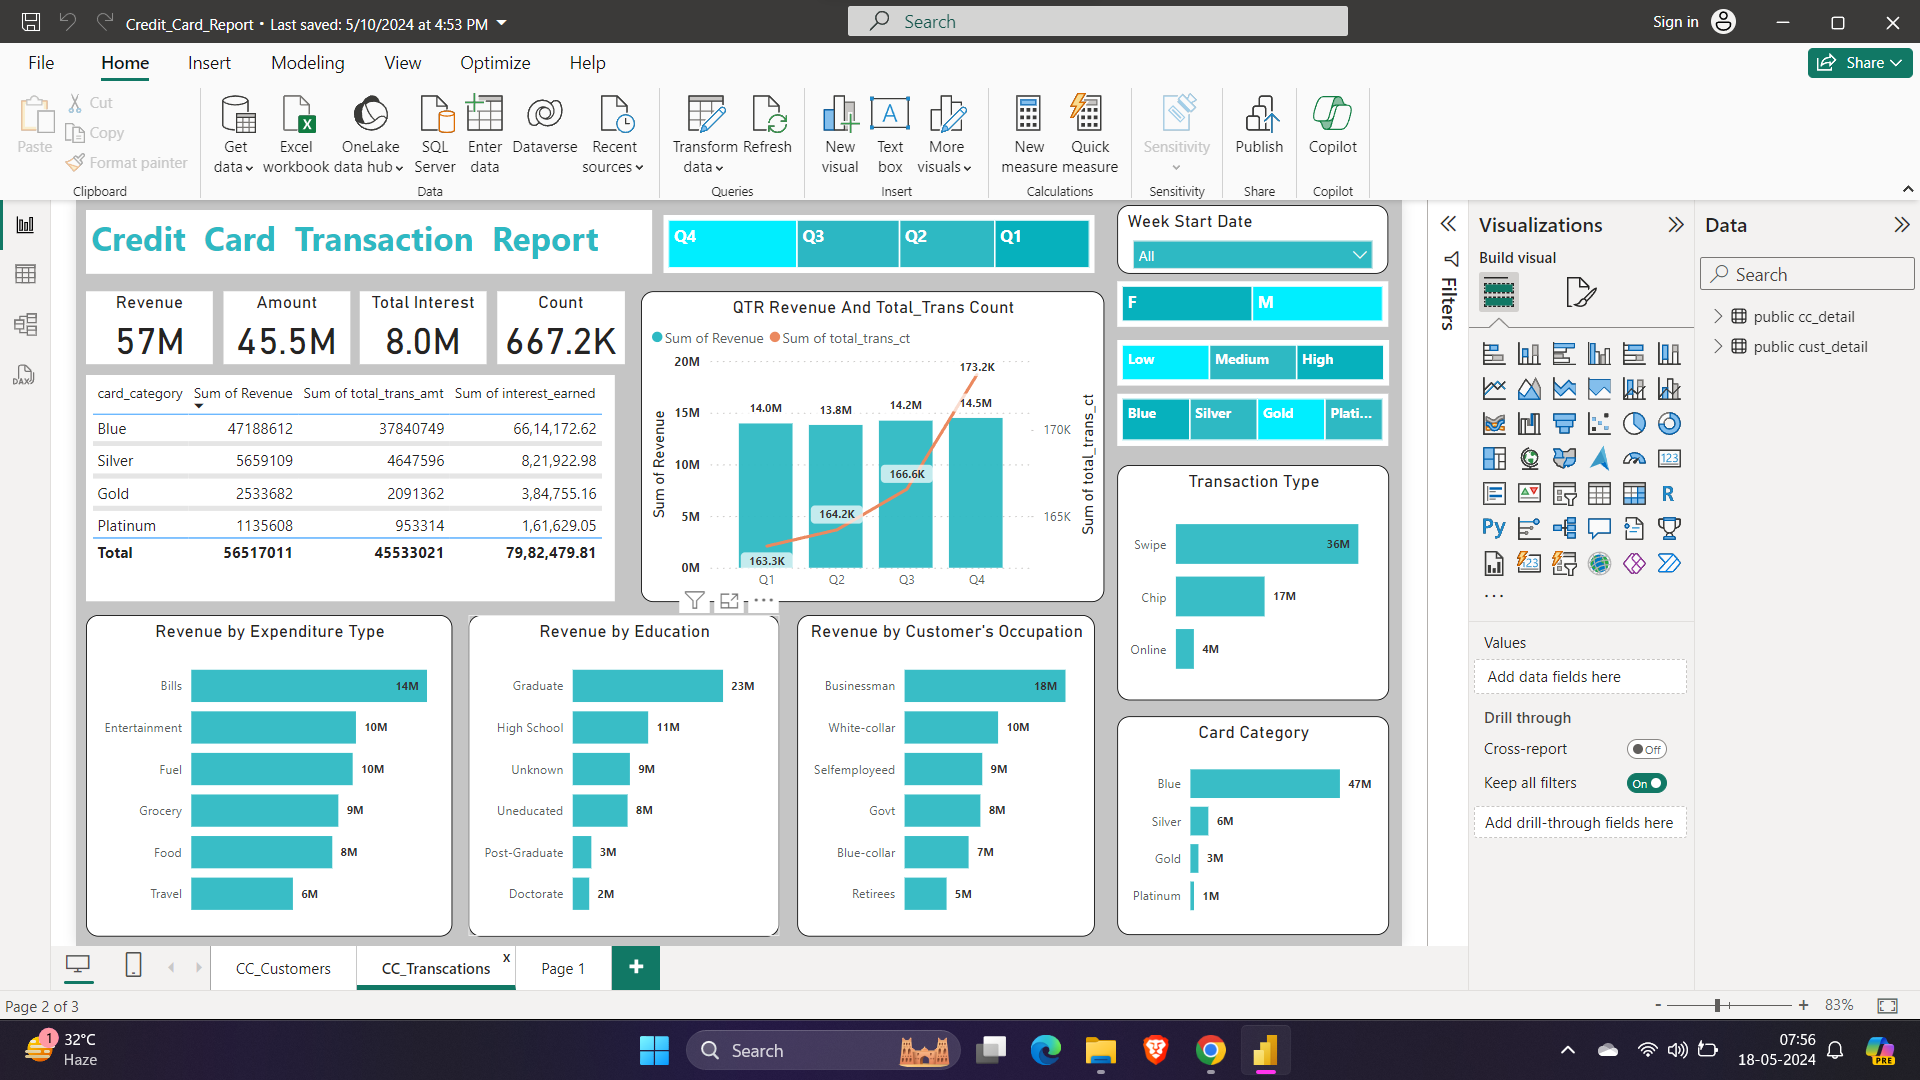 Credit_Card_Report • Last saved: 5/10/2024 at 4:53 PM
Search
Sign in
File Home Insert Modeling View Optimize Help
Share
Paste
Cut
Copy
Format painter
Clipboard
Get data
Excel workbook
OneLake data hub
SQL Server
Enter data
Dataverse
Recent sources
Data
Transform data
Refresh
Queries
New visual
Text box
More visuals
Insert
New measure
Quick measure
Calculations
Sensitivity
Sensitivity
Publish
Share
Copilot
Copilot
Credit Card Transaction Report
Q4 Q3 Q2 Q1
Week Start Date
All
F M
Low Medium High
Blue Silver Gold Plati...
Revenue
57M
Amount
45.5M
Total Interest
8.0M
Count
667.2K
card_category Sum of Revenue Sum of total_trans_amt Sum of interest_earned
Blue 47188612 37840749 66,14,172.62
Silver 5659109 4647596 8,21,922.98
Gold 2533682 2091362 3,84,755.16
Platinum 1135608 953314 1,61,629.05
Total 56517011 45533021 79,82,479.81
QTR Revenue And Total_Trans Count
Sum of Revenue Sum of total_trans_ct
Sum of Revenue
20M
15M
10M
5M
0M
14.0M 13.8M 14.2M 14.5M
163.3K 164.2K 166.6K 173.2K
170K
165K
Sum of total_trans_ct
Q1 Q2 Q3 Q4
Transaction Type
Swipe 36M
Chip 17M
Online 4M
Revenue by Expenditure Type
Bills 14M
Entertainment 10M
Fuel 10M
Grocery 9M
Food 8M
Travel 6M
Revenue by Education
Graduate 23M
High School 11M
Unknown 9M
Uneducated 8M
Post-Graduate 3M
Doctorate 2M
Revenue by Customer's Occupation
Businessman 18M
White-collar 10M
Selfemployeed 9M
Govt 8M
Blue-collar 7M
Retirees 5M
Card Category
Blue 47M
Silver 6M
Gold 3M
Platinum 1M
Filters
Visualizations
Build visual
123
R
Py
123
Values
Add data fields here
Drill through
Cross-report Off
Keep all filters On
Add drill-through fields here
Data
Search
public cc_detail
public cust_detail
CC_Customers CC_Transcations x Page 1 +
Page 2 of 3
- + 83%
1
32°C
Haze
Search
07:56
18-05-2024
PRE